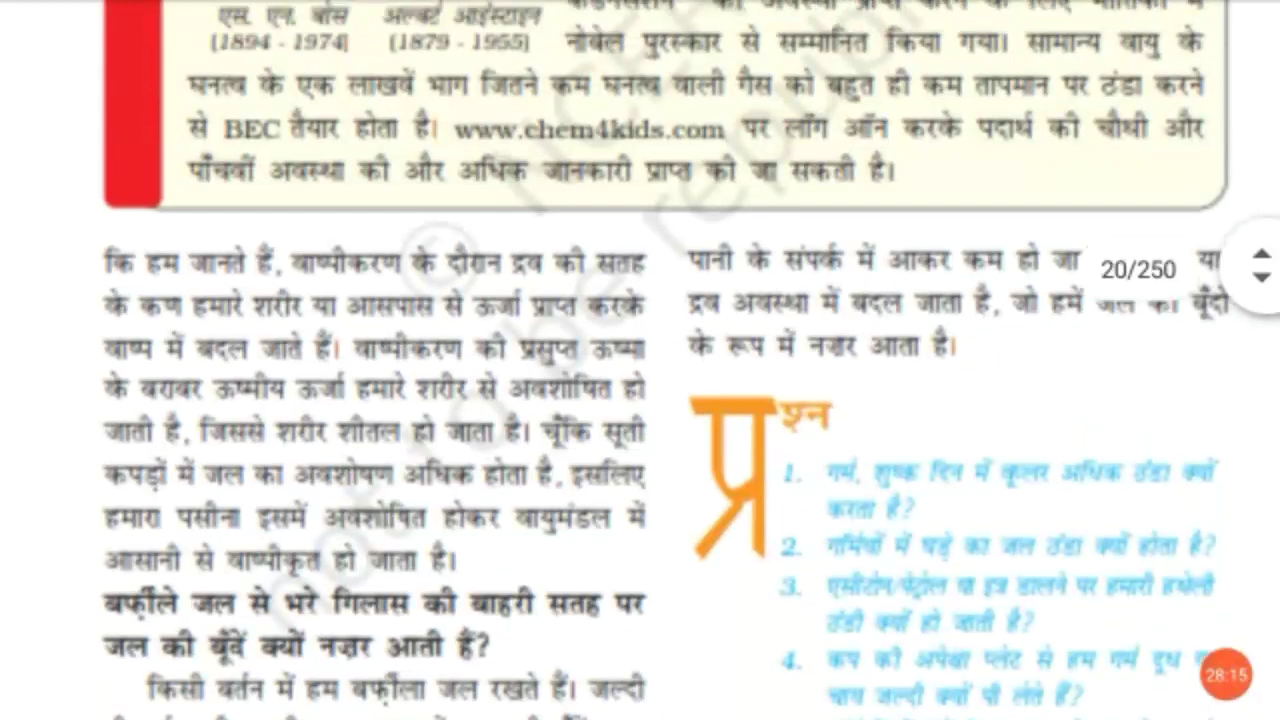 एस. एन. बोस
(1894 - 1974)
अल्बर्ट आइंस्टाइन
(1879 - 1955)
नोबेल पुरस्कार से सम्मानित किया गया। सामान्य वायु के
घनत्व के एक लाखवें भाग जितने कम घनत्व वाली गैस को बहुत ही कम तापमान पर ठंडा करने
से BEC तैयार होता है। www.chem4kids.com पर लॉग ऑन करके पदार्थ की चौथी और
पाँचवीं अवस्था की और अधिक जानकारी प्राप्त की जा सकती है।
कि हम जानते हैं, वाष्पीकरण के दौरान द्रव की सतह
के कण हमारे शरीर या आसपास से ऊर्जा प्राप्त करके
वाष्प में बदल जाते हैं। वाष्पीकरण की प्रसुप्त ऊष्मा
के बराबर ऊष्मीय ऊर्जा हमारे शरीर से अवशोषित हो
जाती है, जिससे शरीर शीतल हो जाता है। चूँकि सूती
कपड़ों में जल का अवशोषण अधिक होता है, इसलिए
हमारा पसीना इसमें अवशोषित होकर वायुमंडल में
आसानी से वाष्पीकृत हो जाता है।
बर्फ़ीले जल से भरे गिलास की बाहरी सतह पर
जल की बूँदें क्यों नज़र आती हैं?
किसी बर्तन में हम बर्फ़ीला जल रखते हैं। जल्दी
पानी के संपर्क में आकर कम हो जा
द्रव अवस्था में बदल जाता है, जो हमें जल की बूँदों
के रूप में नज़र आता है।
20/250
प्रश्न
1. गर्म, शुष्क दिन में कूलर अधिक ठंडा क्यों
करता है?
2. गर्मियों में घड़े का जल ठंडा क्यों होता है?
3. एसीटोन/पेट्रोल या इत्र डालने पर हमारी हथेली
ठंडी क्यों हो जाती है?
4. कप की अपेक्षा प्लेट से हम गर्म दूध
चाय जल्दी क्यों पी लेते हैं?
28:15